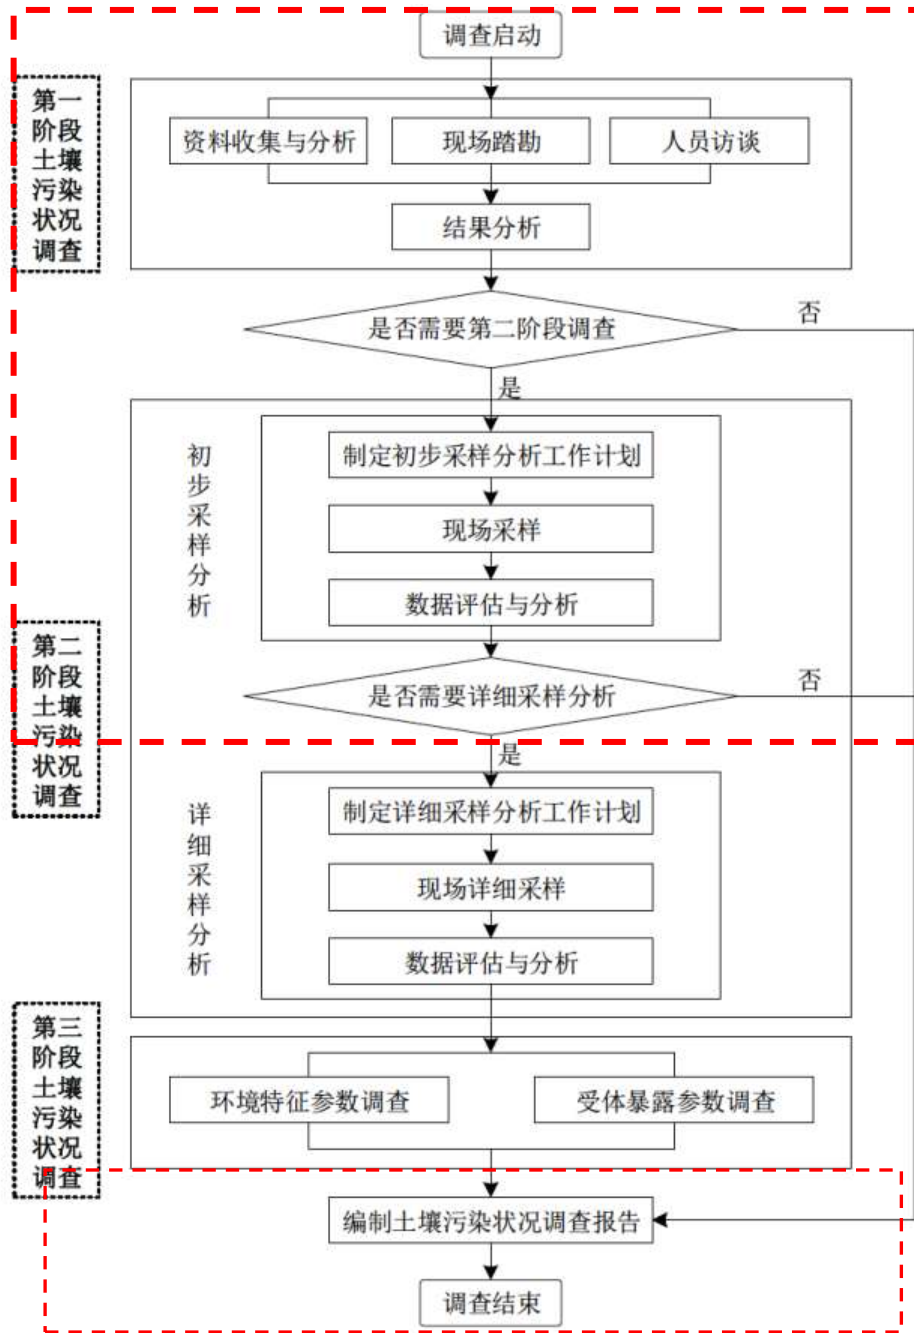 调查启动
第一
阶段
土壤
污染
状况
调查
资料收集与分析
现场踏勘
人员访谈
结果分析
是否需要第二阶段调查
否
是
初
步
采
样
分
析
制定初步采样分析工作计划
现场采样
数据评估与分析
第二
阶段
土壤
污染
状况
调查
是否需要详细采样分析
否
是
详
细
采
样
分
析
制定详细采样分析工作计划
现场详细采样
数据评估与分析
第三
阶段
土壤
污染
状况
调查
环境特征参数调查
受体暴露参数调查
编制土壤污染状况调查报告
调查结束